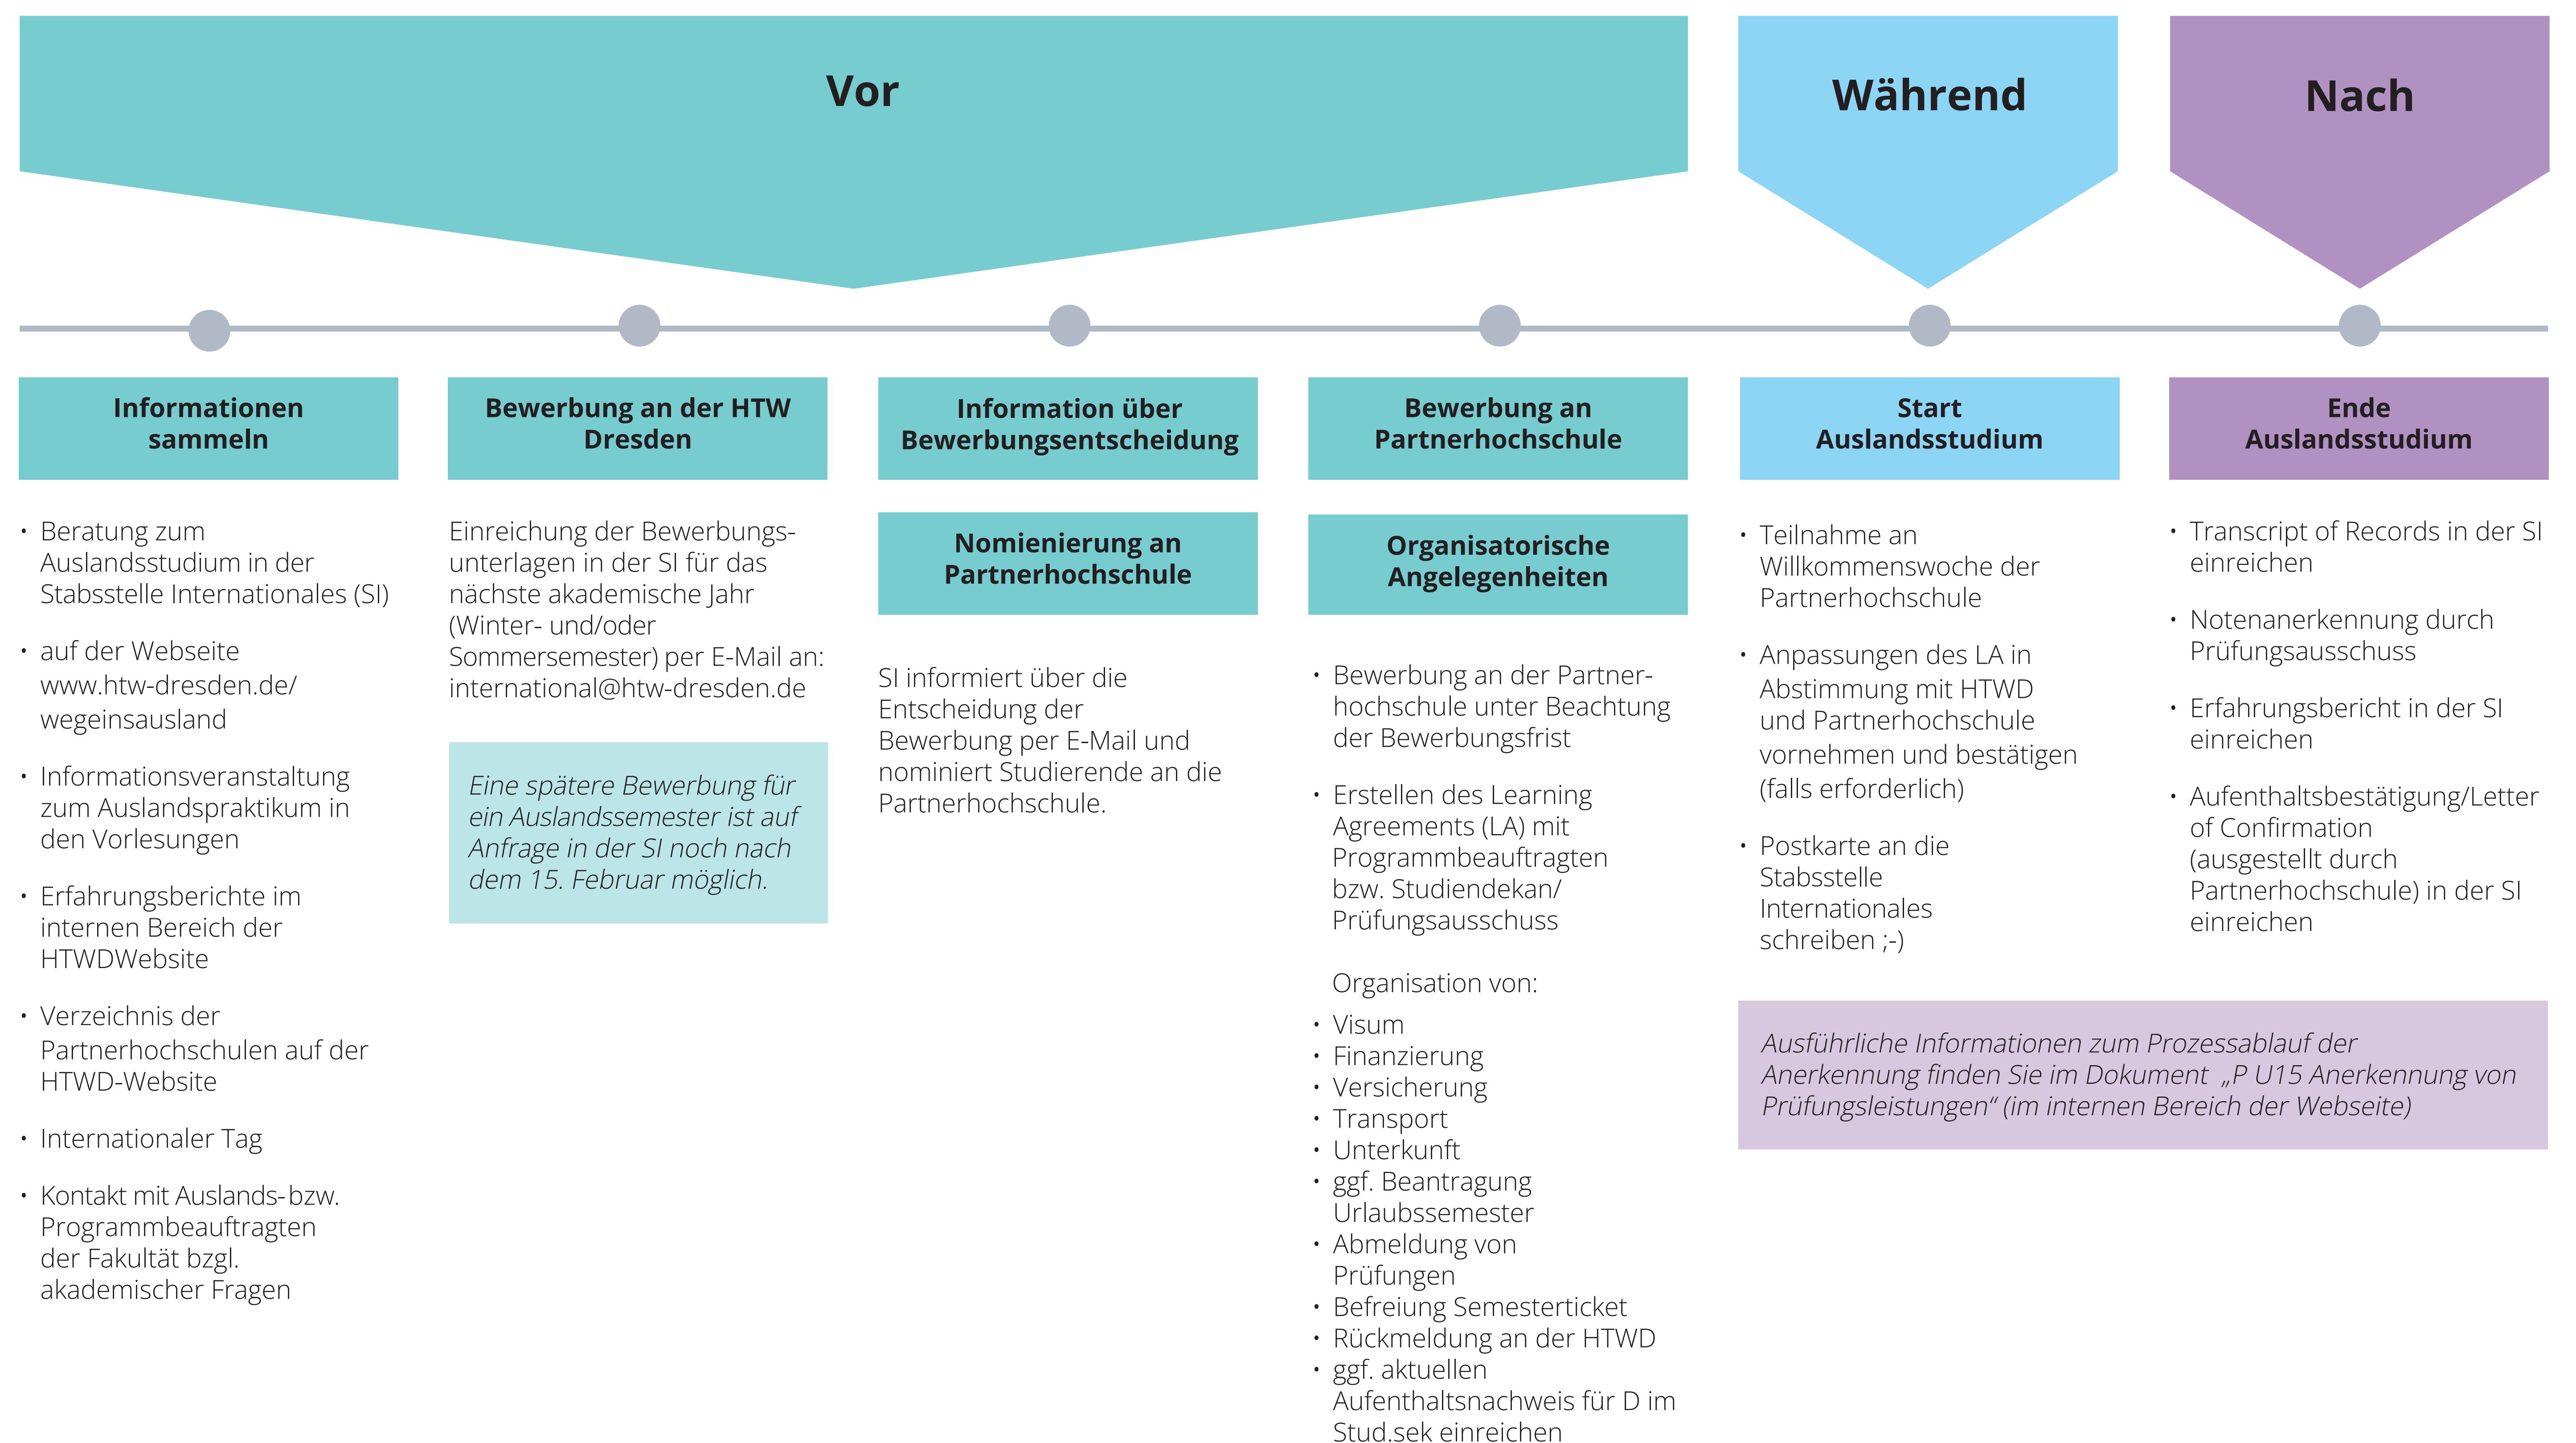 Vor
Während
Nach
Informationen
sammeln
• Beratung zum
Auslandsstudium in der
Stabsstelle Internationales (SI)
• auf der Webseite
www.htw-dresden.de/
wegeinsausland
• Informationsveranstaltung
zum Auslandspraktikum in
den Vorlesungen
• Erfahrungsberichte im
internen Bereich der
HTWDWebsite
• Verzeichnis der
Partnerhochschulen auf der
HTWD-Website
• Internationaler Tag
• Kontakt mit Auslands-bzw.
Programmbeauftragten
der Fakultät bzgl.
akademischer Fragen
Bewerbung an der HTW
Dresden
Einreichung der Bewerbungs-
unterlagen in der SI für das
nächste akademische Jahr
(Winter- und/oder
Sommersemester) per E-Mail an:
international@htw-dresden.de
Eine spätere Bewerbung für
ein Auslandssemester ist auf
Anfrage in der SI noch nach
dem 15. Februar möglich.
Information über
Bewerbungsentscheidung
Nomienierung an
Partnerhochschule
SI informiert über die
Entscheidung der
Bewerbung per E-Mail und
nominiert Studierende an die
Partnerhochschule.
Bewerbung an
Partnerhochschule
Organisatorische
Angelegenheiten
• Bewerbung an der Partner-
hochschule unter Beachtung
der Bewerbungsfrist
• Erstellen des Learning
Agreements (LA) mit
Programmbeauftragten
bzw. Studiendekan/
Prüfungsausschuss
Organisation von:
• Visum
• Finanzierung
• Versicherung
• Transport
• Unterkunft
• ggf. Beantragung
Urlaubssemester
• Abmeldung von
Prüfungen
• Befreiung Semesterticket
• Rückmeldung an der HTWD
• ggf. aktuellen
Aufenthaltsnachweis für D im
Stud.sek einreichen
Start
Auslandsstudium
• Teilnahme an
Willkommenswoche der
Partnerhochschule
• Anpassungen des LA in
Abstimmung mit HTWD
und Partnerhochschule
vornehmen und bestätigen
(falls erforderlich)
• Postkarte an die
Stabsstelle
Internationales
schreiben ;-)
Ende
Auslandsstudium
• Transcript of Records in der SI
einreichen
• Notenanerkennung durch
Prüfungsausschuss
• Erfahrungsbericht in der SI
einreichen
• Aufenthaltsbestätigung/Letter
of Confirmation
(ausgestellt durch
Partnerhochschule) in der SI
einreichen
Ausführliche Informationen zum Prozessablauf der
Anerkennung finden Sie im Dokument „P U15 Anerkennung von
Prüfungsleistungen“ (im internen Bereich der Webseite)